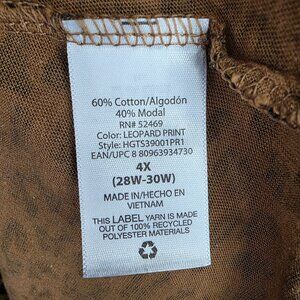 60% Cotton/Algodón
40% Modal
RN# 52469
Color: LEOPARD PRINT
Style: HGTS39001PR1
EAN/UPC 8 80963934730
4X
(28W-30W)
MADE IN/HECHO EN
VIETNAM
THIS LABEL YARN IS MADE
OUT OF 100% RECYCLED
POLYESTER MATERIALS